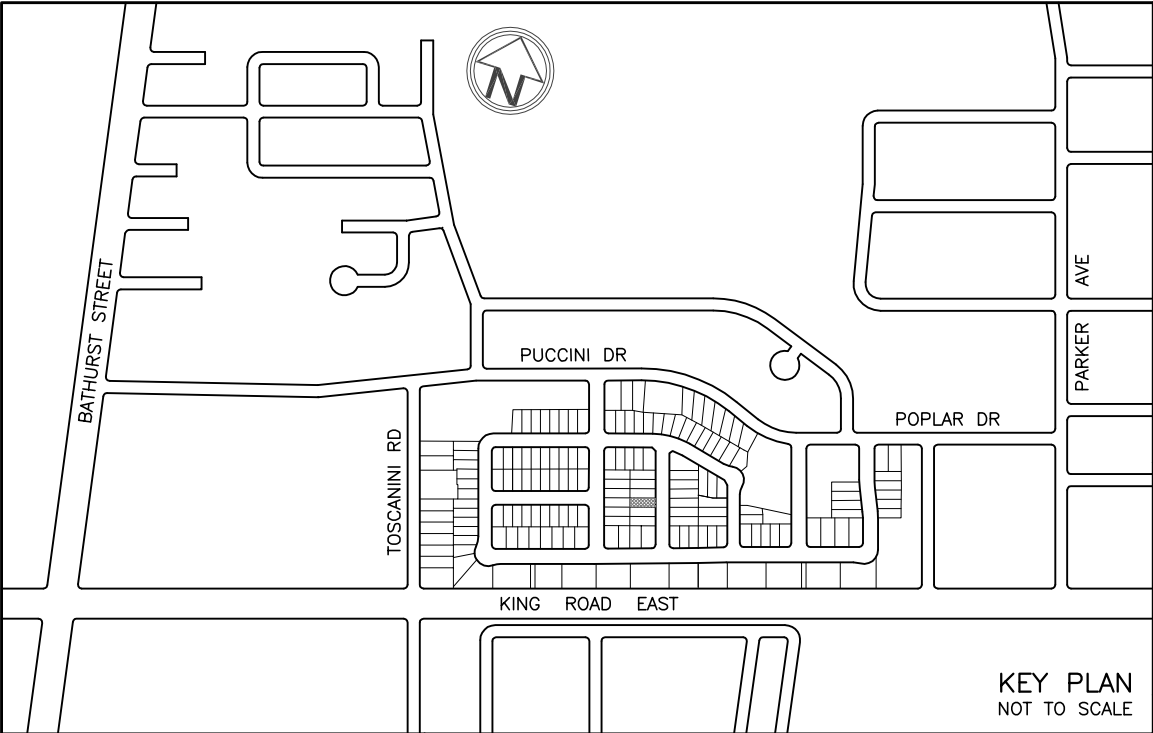 N
BATHURST STREET
PUCCINI DR
POPLAR DR
PARKER AVE
TOSCANINI RD
KING ROAD EAST
KEY PLAN
NOT TO SCALE